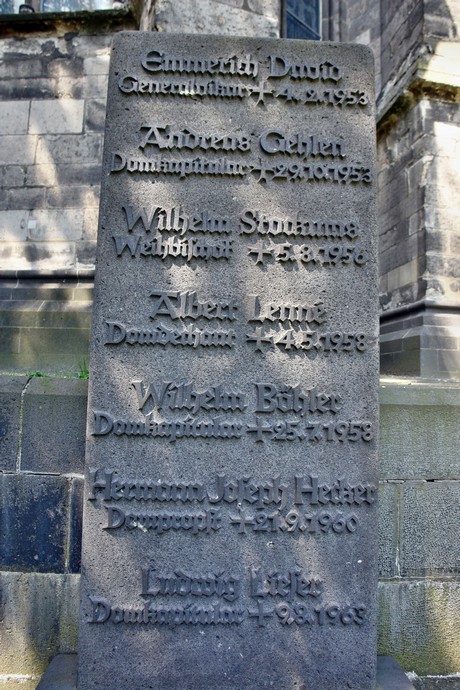 Emmerich David
Generalvikar + 4.2.1953
Andreas Gehlen
Domkapitular + 29.10.1953
Wilhelm Stockums
Weihbischof + 5.3.1956
Albert Lenné
Domdechant + 4.5.1958
Wilhelm Böhler
Domkapitular + 25.7.1958
Hermann Joseph Hecker
Dompropst + 21.9.1960
Ludwig Lieser
Domkapitular + 9.8.1963